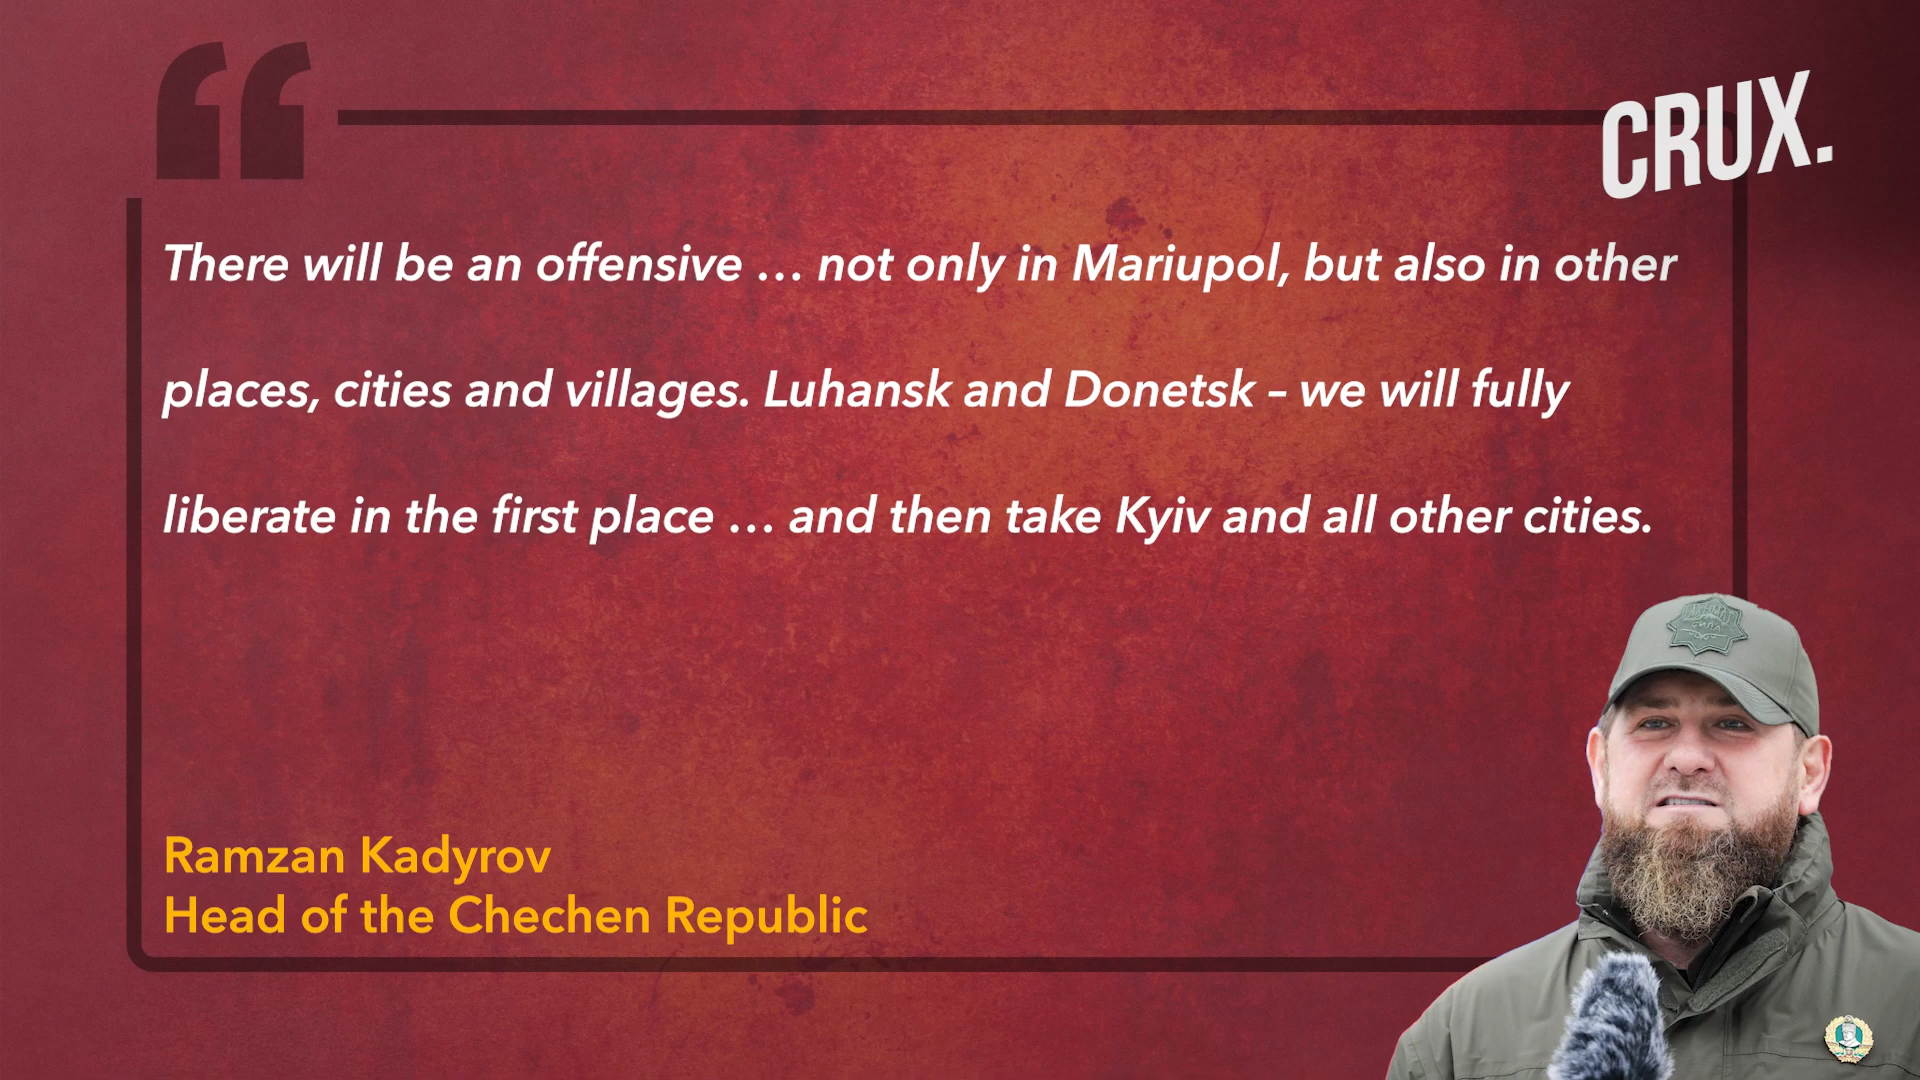 CRUX.
There will be an offensive … not only in Mariupol, but also in other
places, cities and villages. Luhansk and Donetsk – we will fully
liberate in the first place … and then take Kyiv and all other cities.
Ramzan Kadyrov
Head of the Chechen Republic
СИЛА